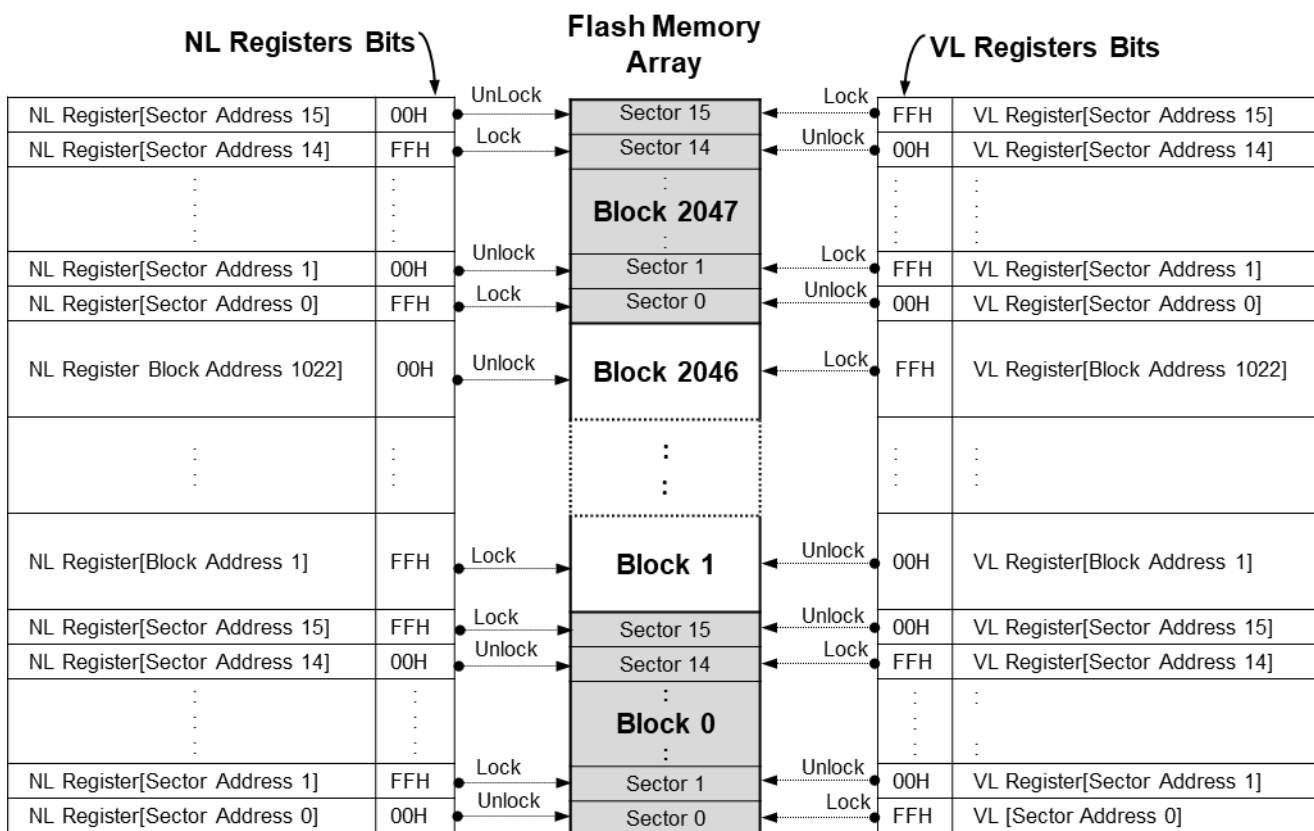 NL Registers Bits Flash Memory Array VL Registers Bits
NL Register[Sector Address 15] 00H UnLock Sector 15 Lock FFH VL Register[Sector Address 15]
NL Register[Sector Address 14] FFH Lock Sector 14 Unlock 00H VL Register[Sector Address 14]
: : : Block 2047 : : :
NL Register[Sector Address 1] 00H Unlock Sector 1 Lock FFH VL Register[Sector Address 1]
NL Register[Sector Address 0] FFH Lock Sector 0 Unlock 00H VL Register[Sector Address 0]
NL Register Block Address 1022] 00H Unlock Block 2046 Lock FFH VL Register[Block Address 1022]
: : : : :
NL Register[Block Address 1] FFH Lock Block 1 Unlock 00H VL Register[Block Address 1]
NL Register[Sector Address 15] FFH Lock Sector 15 Unlock 00H VL Register[Sector Address 15]
NL Register[Sector Address 14] 00H Unlock Sector 14 Lock FFH VL Register[Sector Address 14]
: : : Block 0 : : :
NL Register[Sector Address 1] FFH Lock Sector 1 Unlock 00H VL Register[Sector Address 1]
NL Register[Sector Address 0] 00H Unlock Sector 0 Lock FFH VL [Sector Address 0]